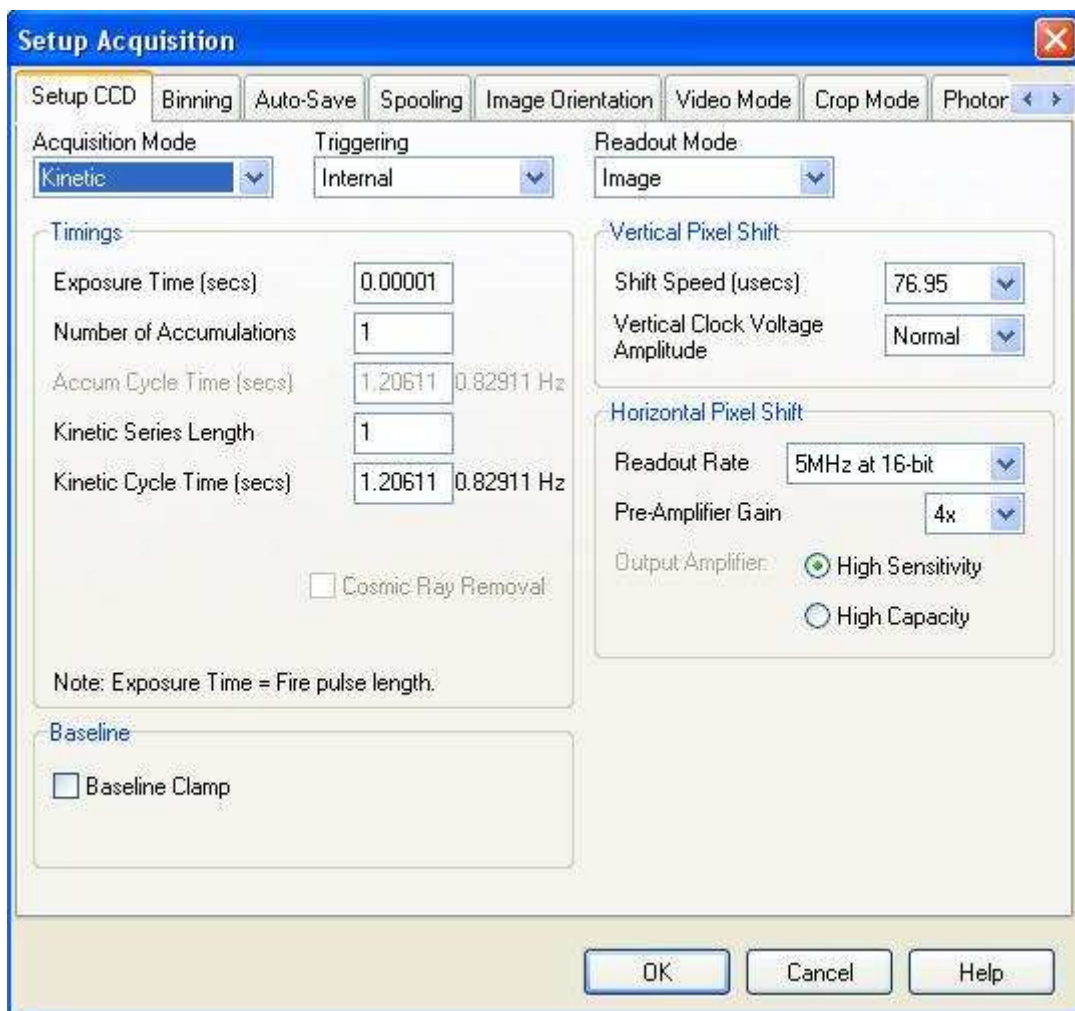 Setup Acquisition
Setup CCD Binning Auto-Save Spooling Image Orientation Video Mode Crop Mode Photor
Acquisition Mode Triggering Readout Mode
Kinetic Internal Image
Timings
Exposure Time (secs) 0.00001
Number of Accumulations 1
Accum Cycle Time (secs) 1.20611 0.82911 Hz
Kinetic Series Length 1
Kinetic Cycle Time (secs) 1.20611 0.82911 Hz
Cosmic Ray Removal
Note: Exposure Time = Fire pulse length.
Baseline
Baseline Clamp
Vertical Pixel Shift
Shift Speed (usecs) 76.95
Vertical Clock Voltage
Amplitude Normal
Horizontal Pixel Shift
Readout Rate 5MHz at 16-bit
Pre-Amplifier Gain 4x
Output Amplifier: High Sensitivity
High Capacity
OK Cancel Help